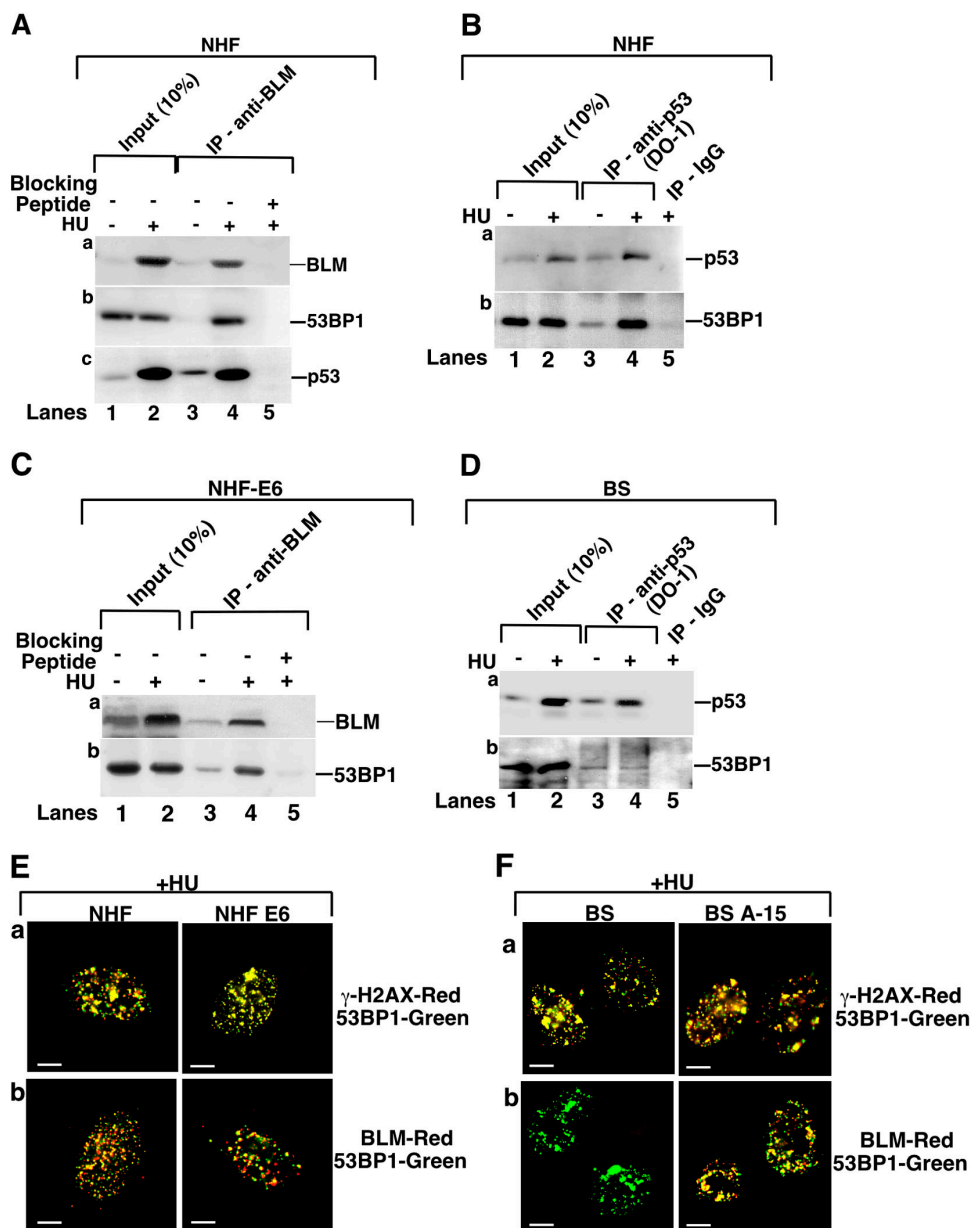 A
NHF
Input (10%)
IP - anti-BLM
Blocking
Peptide - - - - +
HU - + - + +
a
BLM
b
53BP1
c
p53
Lanes 1 2 3 4 5
B
NHF
Input (10%)
IP - anti-p53
(DO-1)
IP - IgG
HU - + - + +
a
p53
b
53BP1
Lanes 1 2 3 4 5
C
NHF-E6
Input (10%)
IP - anti-BLM
Blocking
Peptide - - - - +
HU - + - + +
a
BLM
b
53BP1
Lanes 1 2 3 4 5
D
BS
Input (10%)
IP - anti-p53
(DO-1)
IP - IgG
HU - + - + +
a
p53
b
53BP1
Lanes 1 2 3 4 5
E
+HU
NHF NHF E6
a
γ-H2AX-Red
53BP1-Green
b
BLM-Red
53BP1-Green
F
+HU
BS BS A-15
a
γ-H2AX-Red
53BP1-Green
b
BLM-Red
53BP1-Green